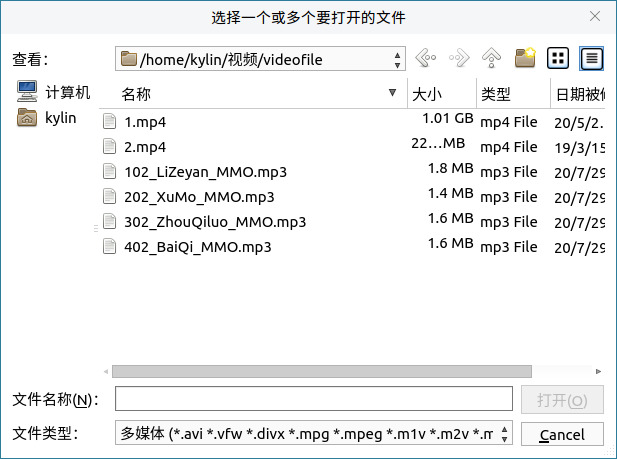 选择一个或多个要打开的文件
查看：
/home/kylin/视频/videofile
计算机
kylin
名称 大小 类型 日期被修
1.mp4 1.01 GB mp4 File 20/5/2.
2.mp4 22...MB mp4 File 19/3/15
102_LiZeyan_MMO.mp3 1.8 MB mp3 File 20/7/29
202_XuMo_MMO.mp3 1.4 MB mp3 File 20/7/29
302_ZhouQiluo_MMO.mp3 1.6 MB mp3 File 20/7/29
402_BaiQi_MMO.mp3 1.6 MB mp3 File 20/7/29
文件名称(N)： 打开(O)
文件类型： 多媒体 (*.avi *.vfw *.divx *.mpg *.mpeg *.m1v *.m2v *.m Cancel